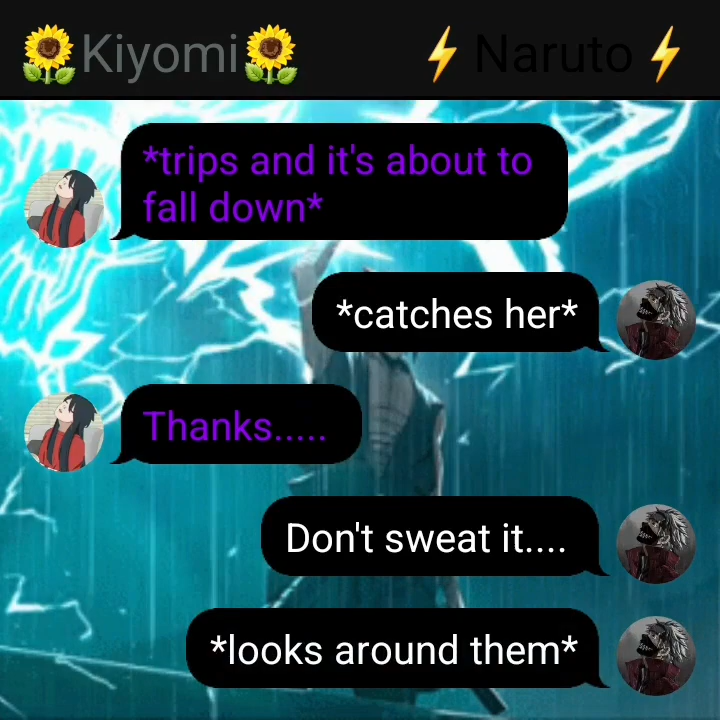 🌻Kiyomi🌻 ⚡ Naruto ⚡
*trips and it's about to
fall down*
*catches her*
Thanks.....
Don't sweat it....
*looks around them*